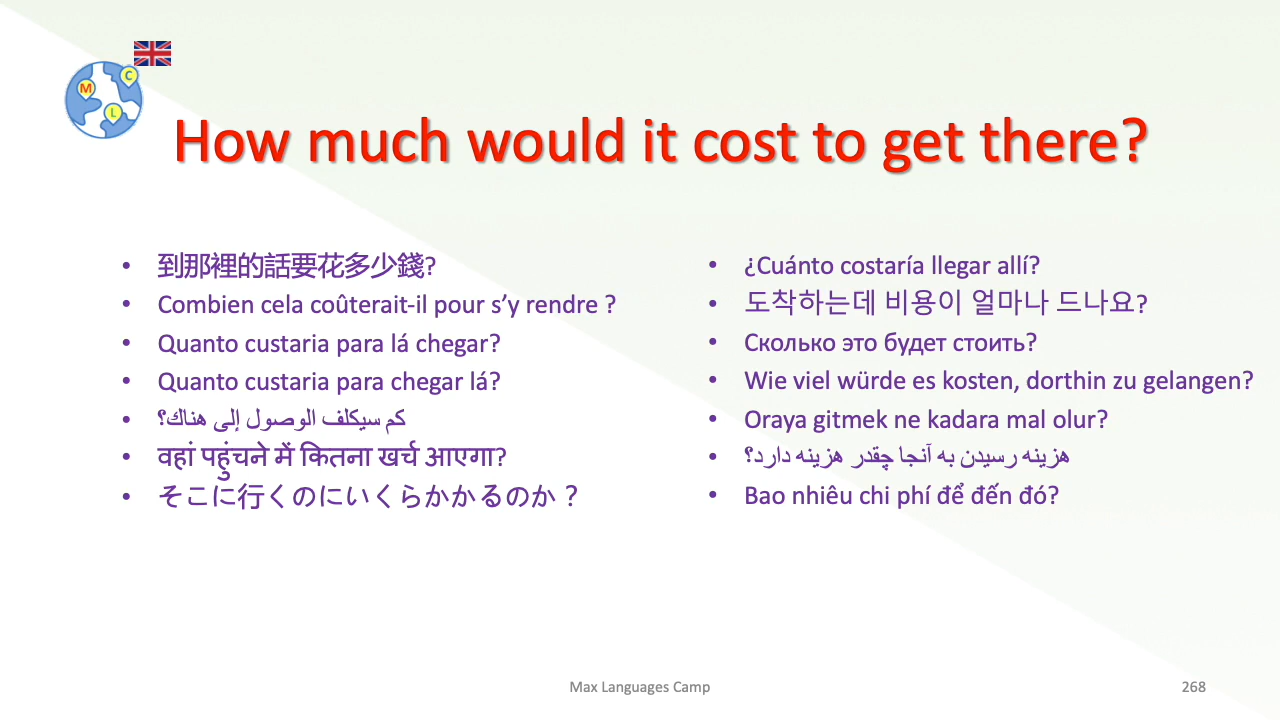 M
C
L
How much would it cost to get there?
• 到那裡的話要花多少錢?
• Combien cela coûterait-il pour s’y rendre ?
• Quanto custaria para lá chegar?
• Quanto custaria para chegar lá?
• كم سيكلف الوصول إلى هناك؟
• वहां पहुंचने में कितना खर्च आएगा?
• そこに行くのにいくらかかるのか？
• ¿Cuánto costaría llegar allí?
• 도착하는데 비용이 얼마나 드나요?
• Сколько это будет стоить?
• Wie viel würde es kosten, dorthin zu gelangen?
• Oraya gitmek ne kadara mal olur?
• هزینه رسیدن به آنجا چقدر هزینه دارد؟
• Bao nhiêu chi phí để đến đó?
Max Languages Camp
268